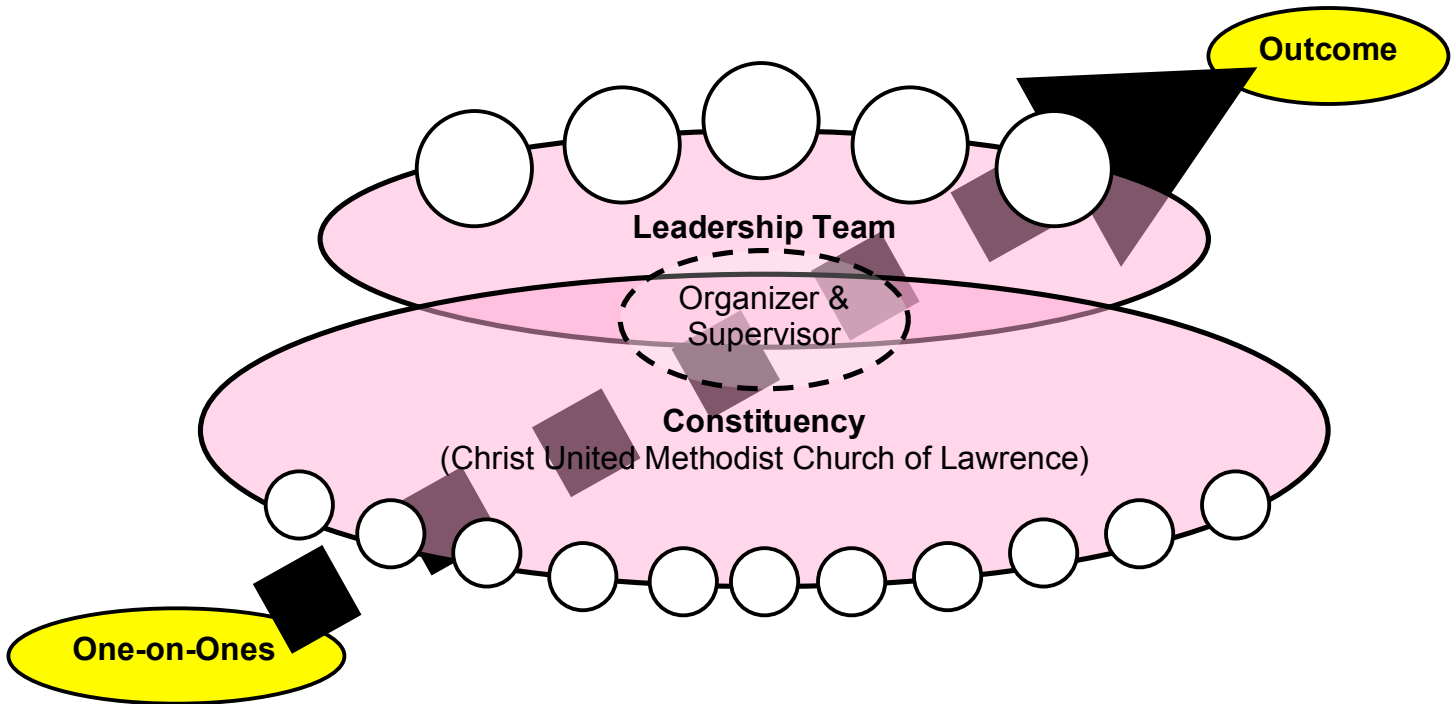 Outcome
Leadership Team
Organizer &
Supervisor
Constituency
(Christ United Methodist Church of Lawrence)
One-on-Ones